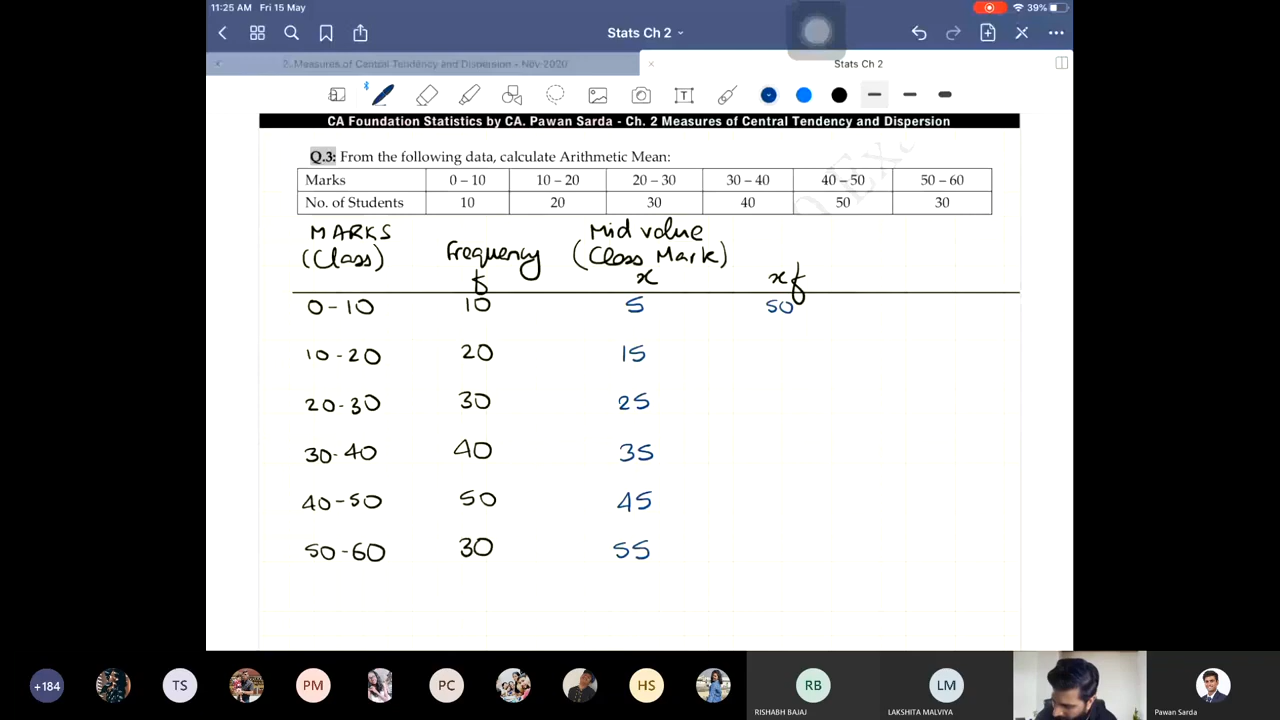 11:25 AM Fri 15 May
39%
Stats Ch 2
2. Measures of Central Tendency and Dispersion - Nov 2020
Stats Ch 2
CA Foundation Statistics by CA. Pawan Sarda - Ch. 2 Measures of Central Tendency and Dispersion
Q.3: From the following data, calculate Arithmetic Mean:
Marks 0 – 10 10 – 20 20 – 30 30 – 40 40 – 50 50 – 60
No. of Students 10 20 30 40 50 30
MARKS (Class) Frequency f Mid value (Class Mark) x xf
0-10 10 5 50
10-20 20 15
20-30 30 25
30-40 40 35
40-50 50 45
50-60 30 55
+184 TS PM PC HS RB LM
RISHABH BAJAJ LAKSHITA MALVIYA Pawan Sarda